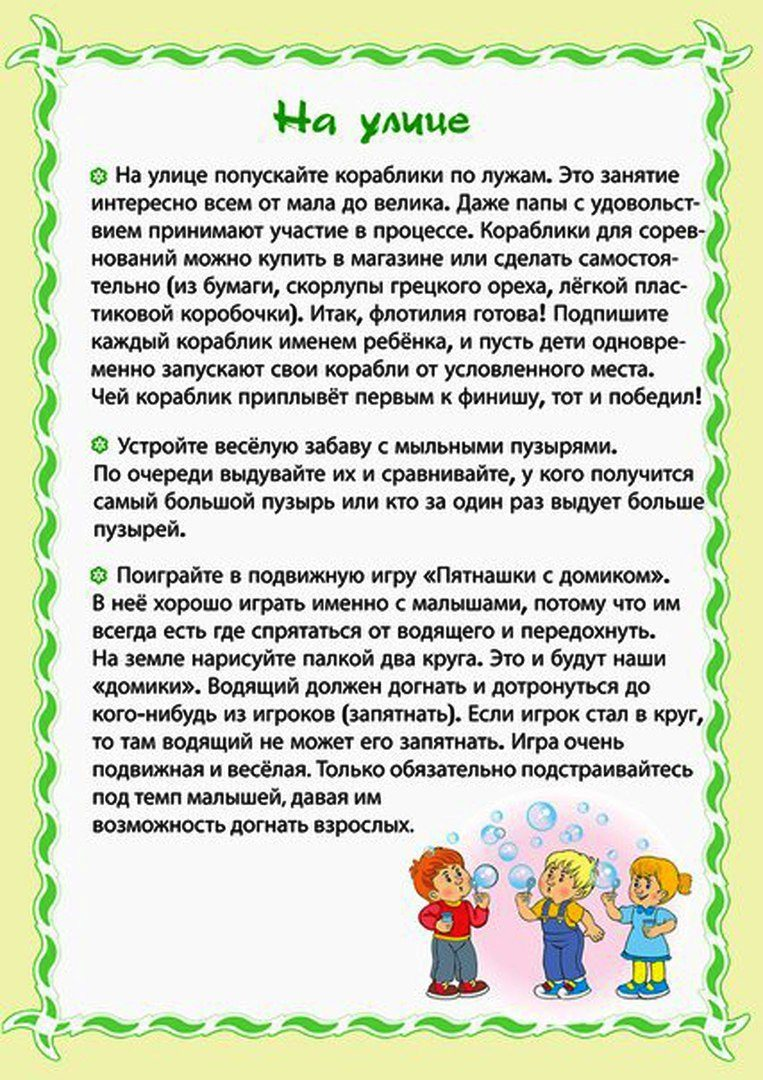 На улице
На улице попускайте кораблики по лужам. Это занятие
интересно всем от мала до велика. Даже папы с удовольст-
вием принимают участие в процессе. Кораблики для сорев-
нований можно купить в магазине или сделать самостоя-
тельно (из бумаги, скорлупы грецкого ореха, лёгкой плас-
тиковой коробочки). Итак, флотилия готова! Подпишите
каждый кораблик именем ребёнка, и пусть дети одновре-
менно запускают свои корабли от условленного места.
Чей кораблик приплывёт первым к финишу, тот и победил!
Устройте весёлую забаву с мыльными пузырями.
По очереди выдувайте их и сравнивайте, у кого получится
самый большой пузырь или кто за один раз выдует больше
пузырей.
Поиграйте в подвижную игру «Пятнашки с домиком».
В неё хорошо играть именно с малышами, потому что им
всегда есть где спрятаться от водящего и передохнуть.
На земле нарисуйте палкой два круга. Это и будут наши
«домики». Водящий должен догнать и дотронуться до
кого-нибудь из игроков (запятнать). Если игрок стал в круг,
то там водящий не может его запятнать. Игра очень
подвижная и весёлая. Только обязательно подстраивайтесь
под темп малышей, давая им
возможность догнать взрослых.